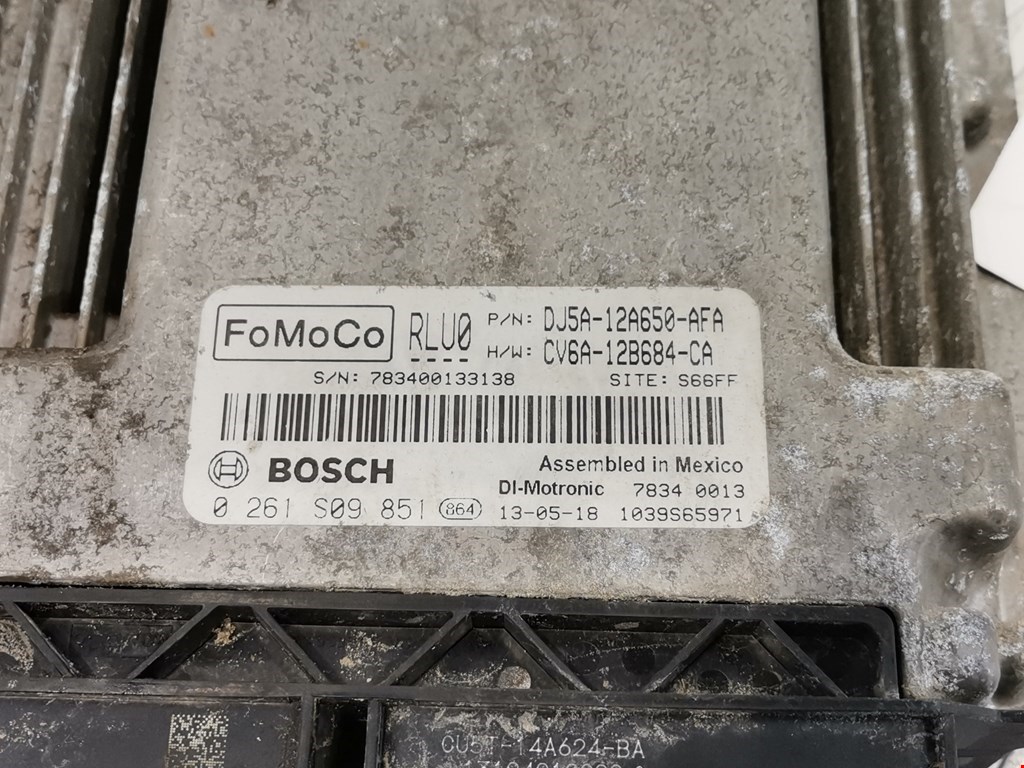 FoMoCo RLU0 P/N: DJ5A-12A650-AFA
H/W: CV6A-12B684-CA
S/N: 783400133138 SITE: S66FF
BOSCH Assembled in Mexico
DI-Motronic 7834 0013
0 261 S09 851 864 13-05-18 1039S65971
CU5T-14A624-BA